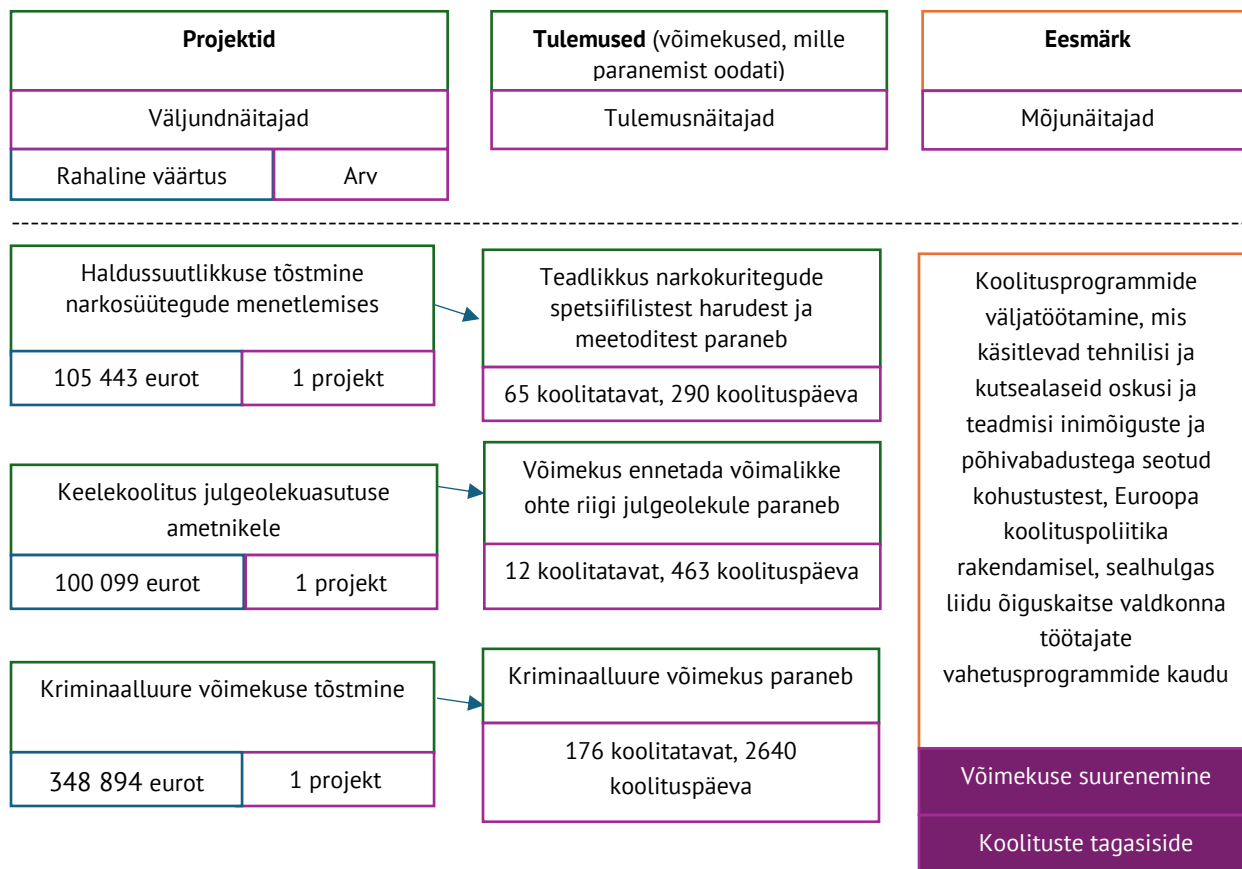 Projektid
Väljundnäitajad
Rahaline väärtus
Arv
Tulemused (võimekused, mille
paranemist oodati)
Tulemusnäitajad
Eesmärk
Mõjunäitajad
Haldussuutlikkuse tõstmine
narkosüütegude menetlemises
105 443 eurot
1 projekt
Teadlikkus narkokuritegude
spetsiifilistest harudest ja
meetoditest paraneb
65 koolitatavat, 290 koolituspäeva
Keelekoolitus julgeolekuasutuse
ametnikele
100 099 eurot
1 projekt
Võimekus ennetada võimalikke
ohte riigi julgeolekule paraneb
12 koolitatavat, 463 koolituspäeva
Kriminaalluure võimekuse tõstmine
348 894 eurot
1 projekt
Kriminaalluure võimekus paraneb
176 koolitatavat, 2640
koolituspäeva
Koolitusprogrammide
väljatöötamine, mis
käsitlevad tehnilisi ja
kutsealaseid oskusi ja
teadmisi inimõiguste ja
põhivabadustega seotud
kohustustest, Euroopa
koolituspoliitika
rakendamisel, sealhulgas
liidu õiguskaitse valdkonna
töötajate
vahetusprogrammide kaudu
Võimekuse suurenemine
Koolituste tagasiside